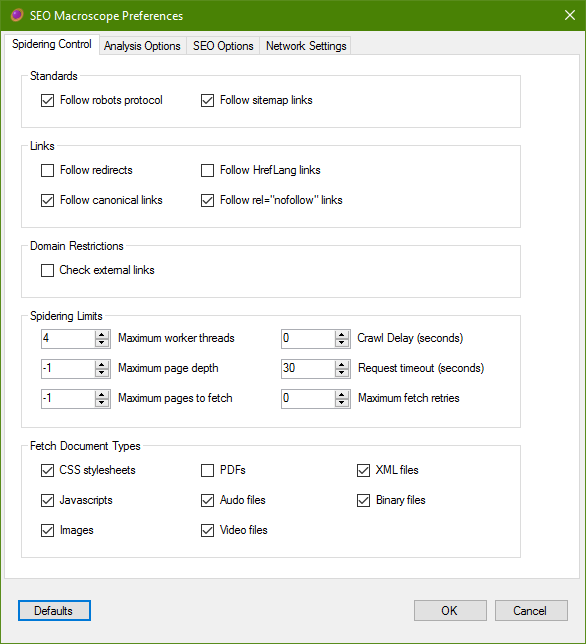 SEO Macroscope Preferences
Spidering Control Analysis Options SEO Options Network Settings
Standards
Follow robots protocol Follow sitemap links
Links
Follow redirects Follow HrefLang links
Follow canonical links Follow rel="nofollow" links
Domain Restrictions
Check external links
Spidering Limits
4 Maximum worker threads 0 Crawl Delay (seconds)
-1 Maximum page depth 30 Request timeout (seconds)
-1 Maximum pages to fetch 0 Maximum fetch retries
Fetch Document Types
CSS stylesheets PDFs XML files
Javascripts Audo files Binary files
Images Video files
Defaults OK Cancel